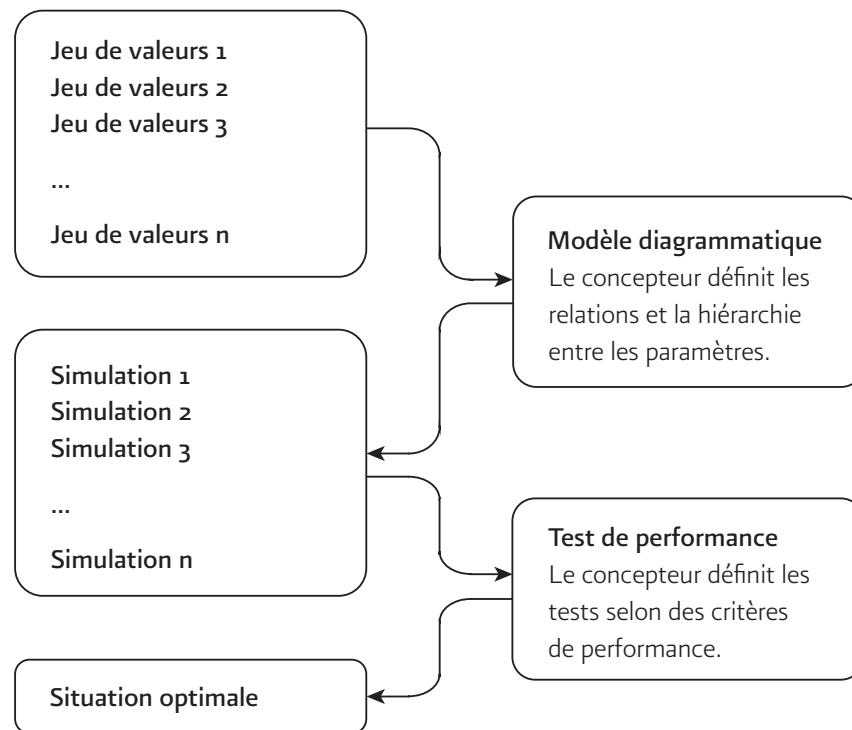 Jeu de valeurs 1
Jeu de valeurs 2
Jeu de valeurs 3
...
Jeu de valeurs n
Modèle diagrammatique
Le concepteur définit les
relations et la hiérarchie
entre les paramètres.
Simulation 1
Simulation 2
Simulation 3
...
Simulation n
Test de performance
Le concepteur définit les
tests selon des critères
de performance.
Situation optimale